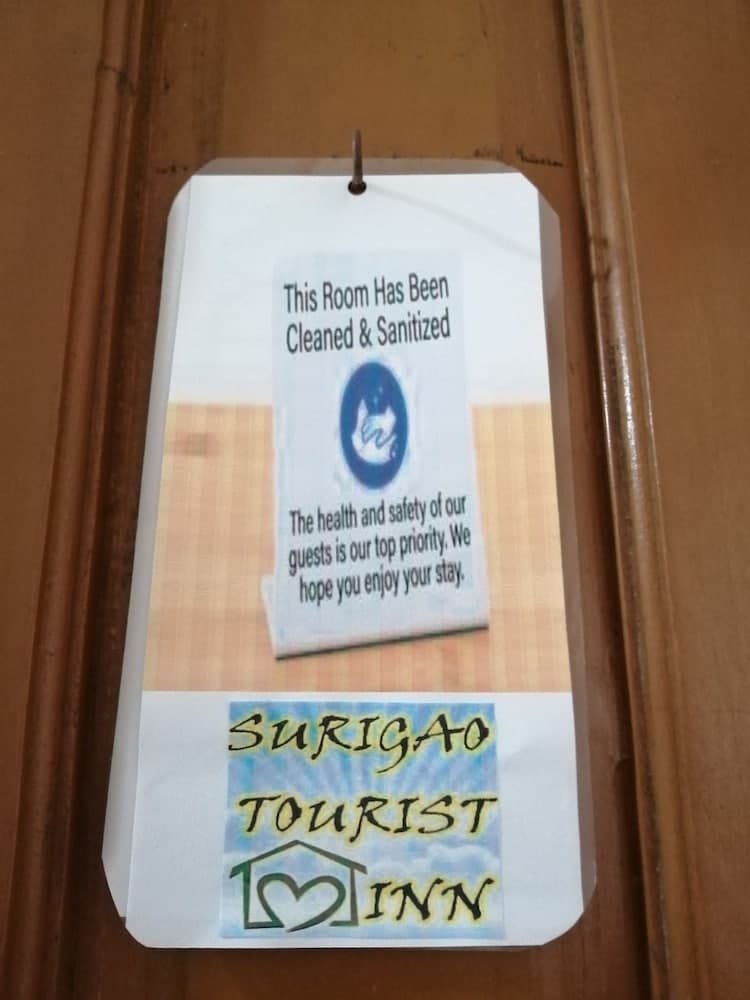 This Room Has Been
Cleaned & Sanitized
The health and safety of our
guests is our top priority. We
hope you enjoy your stay.
SURIGAO
TOURIST
INN